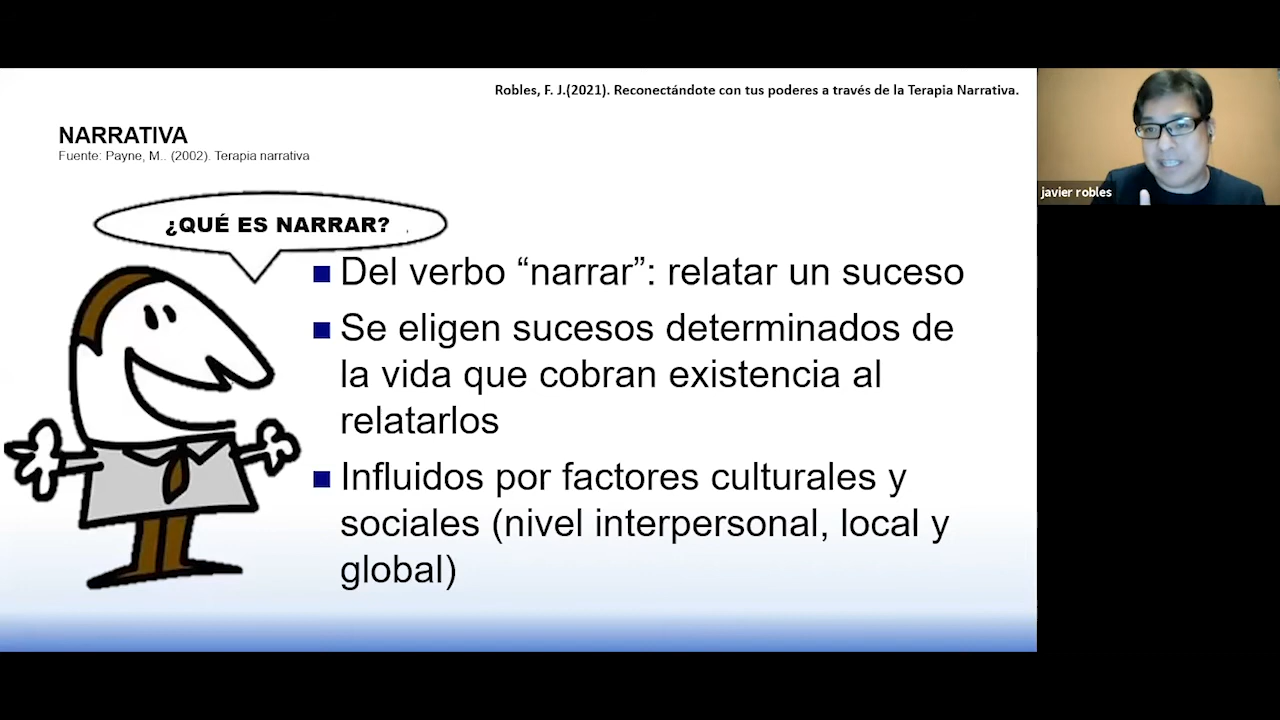 Robles, F. J.(2021). Reconectándote con tus poderes a través de la Terapia Narrativa.
NARRATIVA
Fuente: Payne, M.. (2002). Terapia narrativa
¿QUÉ ES NARRAR? ,
Del verbo “narrar”: relatar un suceso
Se eligen sucesos determinados de
la vida que cobran existencia al
relatarlos
Influidos por factores culturales y
sociales (nivel interpersonal, local y
global)
javier robles